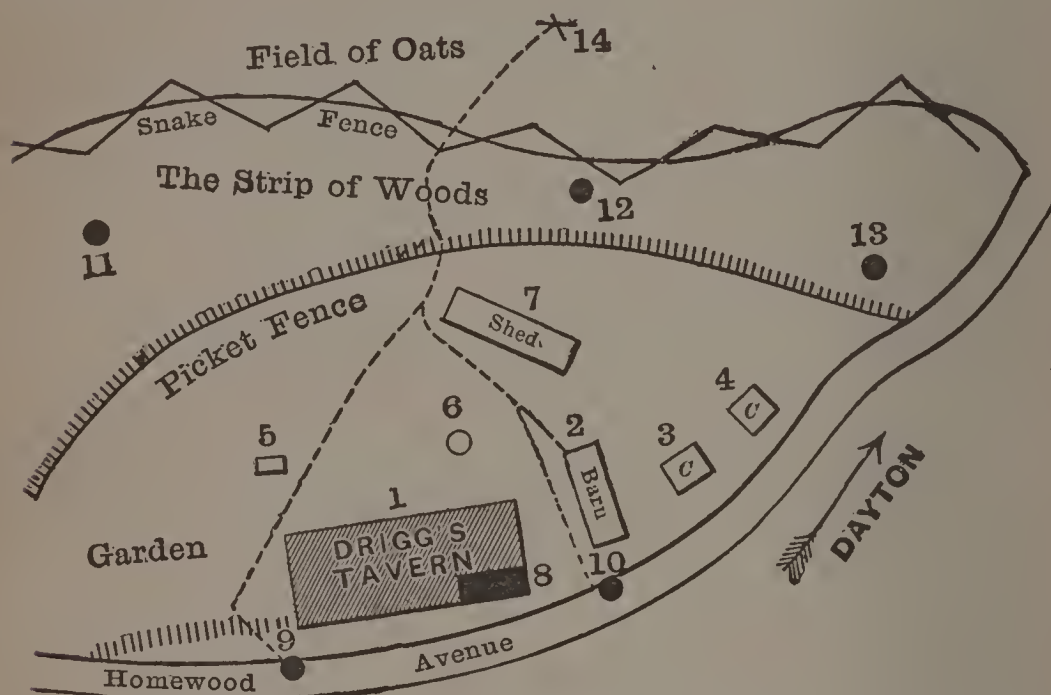 Field of Oats
14
Snake Fence
The Strip of Woods
12
11
13
Picket Fence
7
Shed.
4
C
6
5
2
3
C
Baru
1
DRIGG'S
TAVERN
Garden
8
10
DAYTON
9
Avenue
Homewood